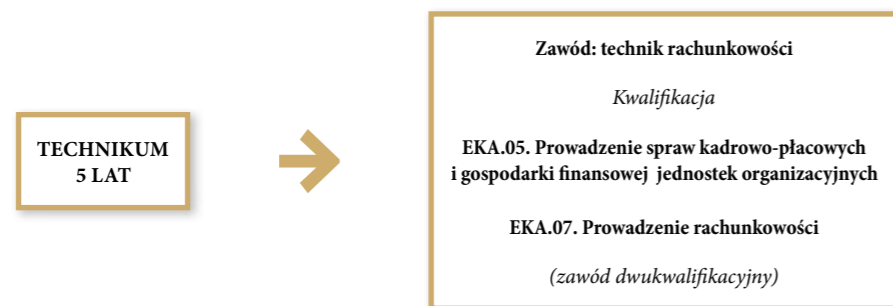 TECHNIKUM
5 LAT
Zawód: technik rachunkowości
Kwalifikacja
EKA.05. Prowadzenie spraw kadrowo-płacowych
i gospodarki finansowej jednostek organizacyjnych
EKA.07. Prowadzenie rachunkowości
(zawód dwukwalifikacyjny)